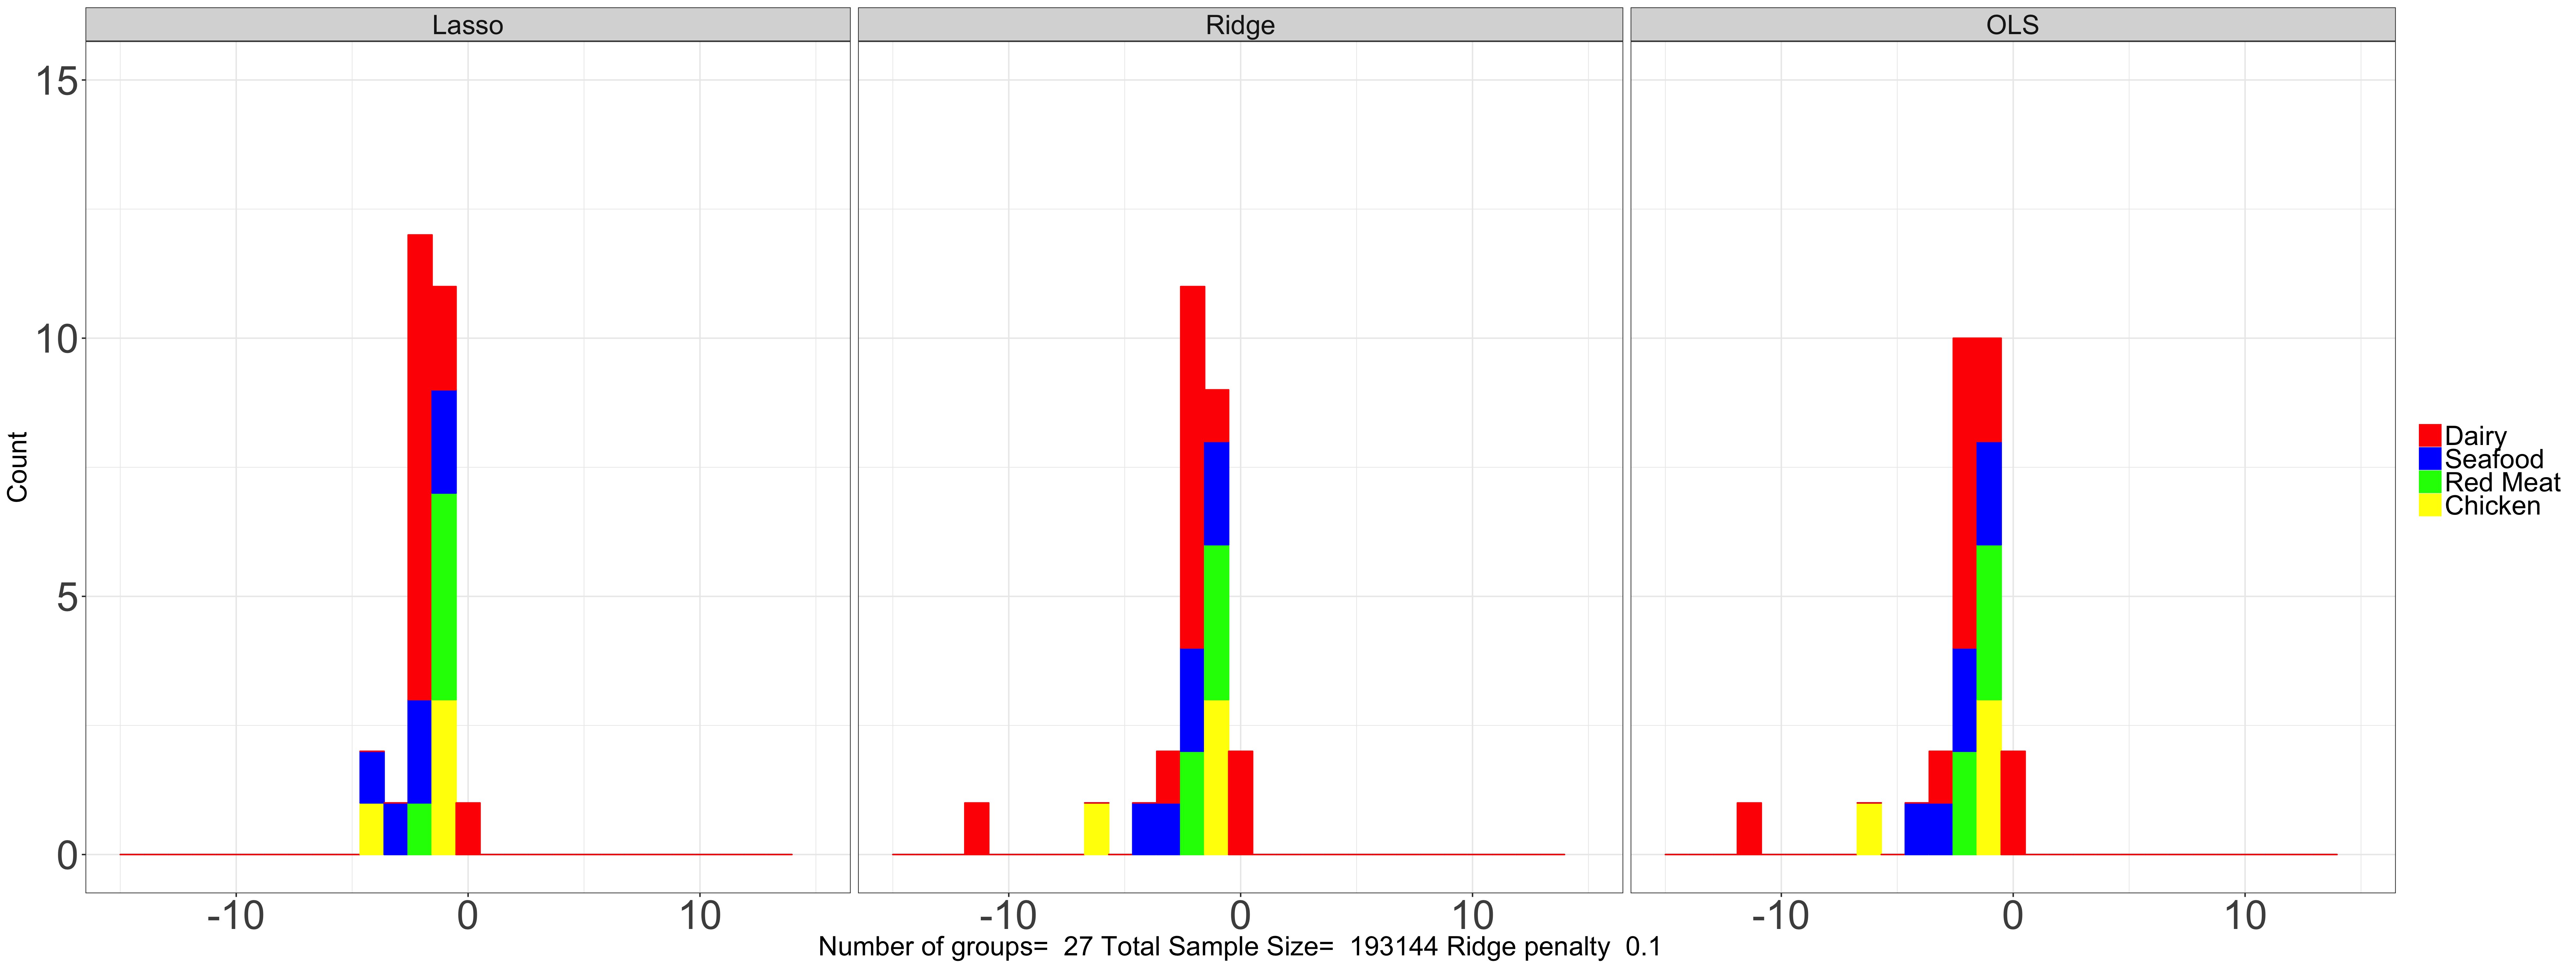 Lasso Ridge OLS
15
10
5
0
Count
-10 0 10 -10 0 10 -10 0 10
Number of groups=  27 Total Sample Size=  193144 Ridge penalty  0.1
Dairy
Seafood
Red Meat
Chicken